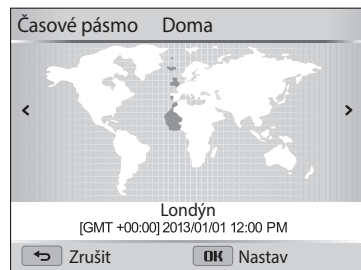 Časové pásmo Doma
Londýn
[GMT +00:00] 2013/01/01 12:00 PM
Zrušit OK Nastav